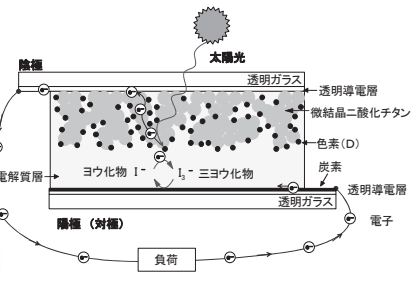 太陽光
陰極
透明ガラス
透明導電層
微結晶二酸化チタン
色素(D)
電解質層
ヨウ化物 I⁻
I₃⁻ 三ヨウ化物
炭素
透明導電層
透明ガラス
陽極 (対極)
電子
負荷